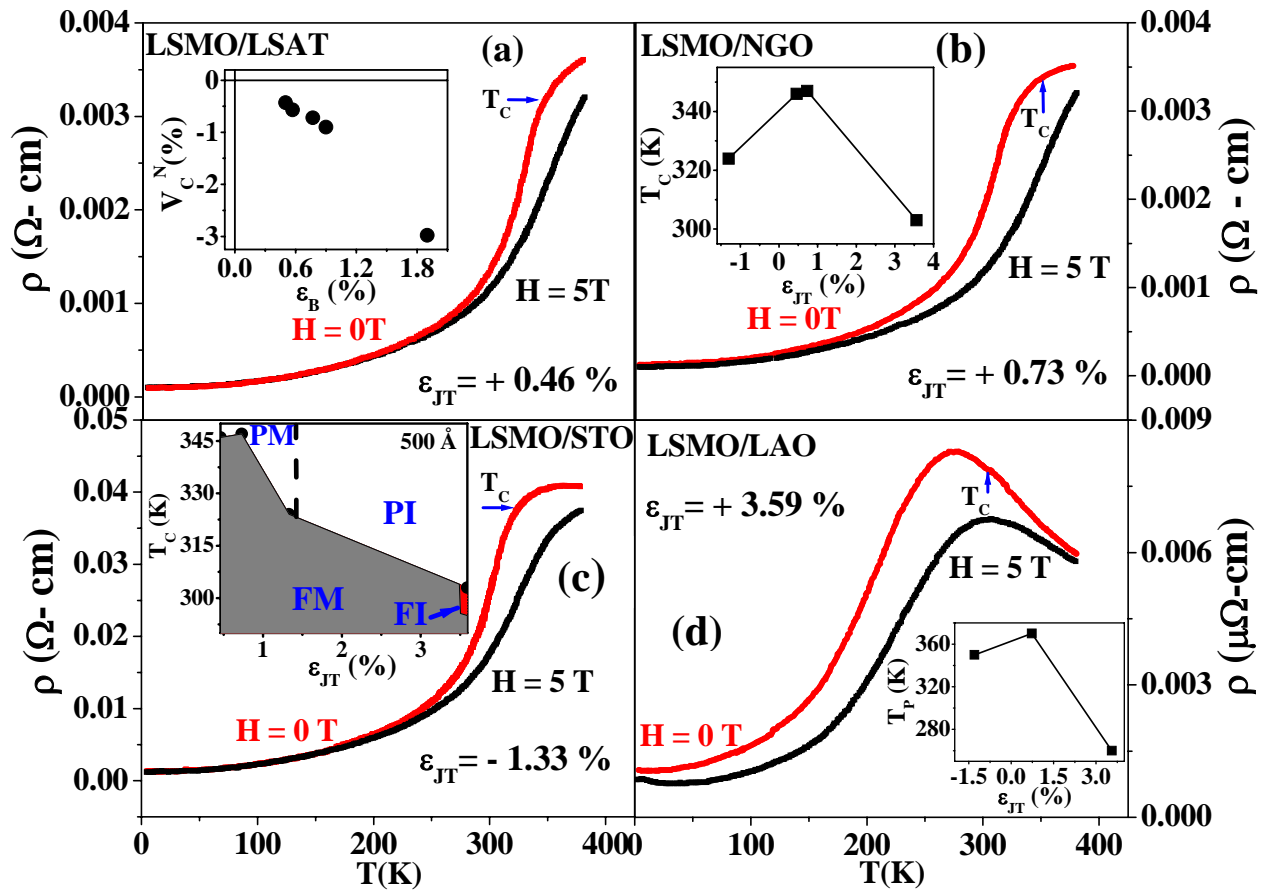 LSMO/LSAT
(a)
0.004
0.003
0.002
0.001
0.000
ρ (Ω- cm)
0
-1
-2
-3
V_C^N (%)
0.0 0.6 1.2 1.8
ε_B (%)
T_C
H = 5T
H = 0T
ε_JT = + 0.46 %
LSMO/NGO
(b)
0.004
0.003
0.002
0.001
0.000
ρ (Ω - cm)
340
320
300
T_C (K)
-1 0 1 2 3 4
ε_JT (%)
T_C
H = 5 T
H = 0T
ε_JT = + 0.73 %
LSMO/STO
(c)
0.05
0.04
0.03
0.02
0.01
0.00
ρ (Ω- cm)
345
330
315
300
T_C (K)
PM
500 Å
PI
FM
FI
1 2 3
ε_JT (%)
T_C
H = 5 T
H = 0 T
ε_JT = - 1.33 %
0 100 200 300 400
T(K)
LSMO/LAO
(d)
ε_JT = + 3.59 %
0.009
0.006
0.003
0.000
ρ (μΩ-cm)
T_C
H = 5 T
H = 0 T
360
320
280
T_P (K)
-1.5 0.0 1.5 3.0
ε_JT (%)
0 100 200 300 400
T(K)